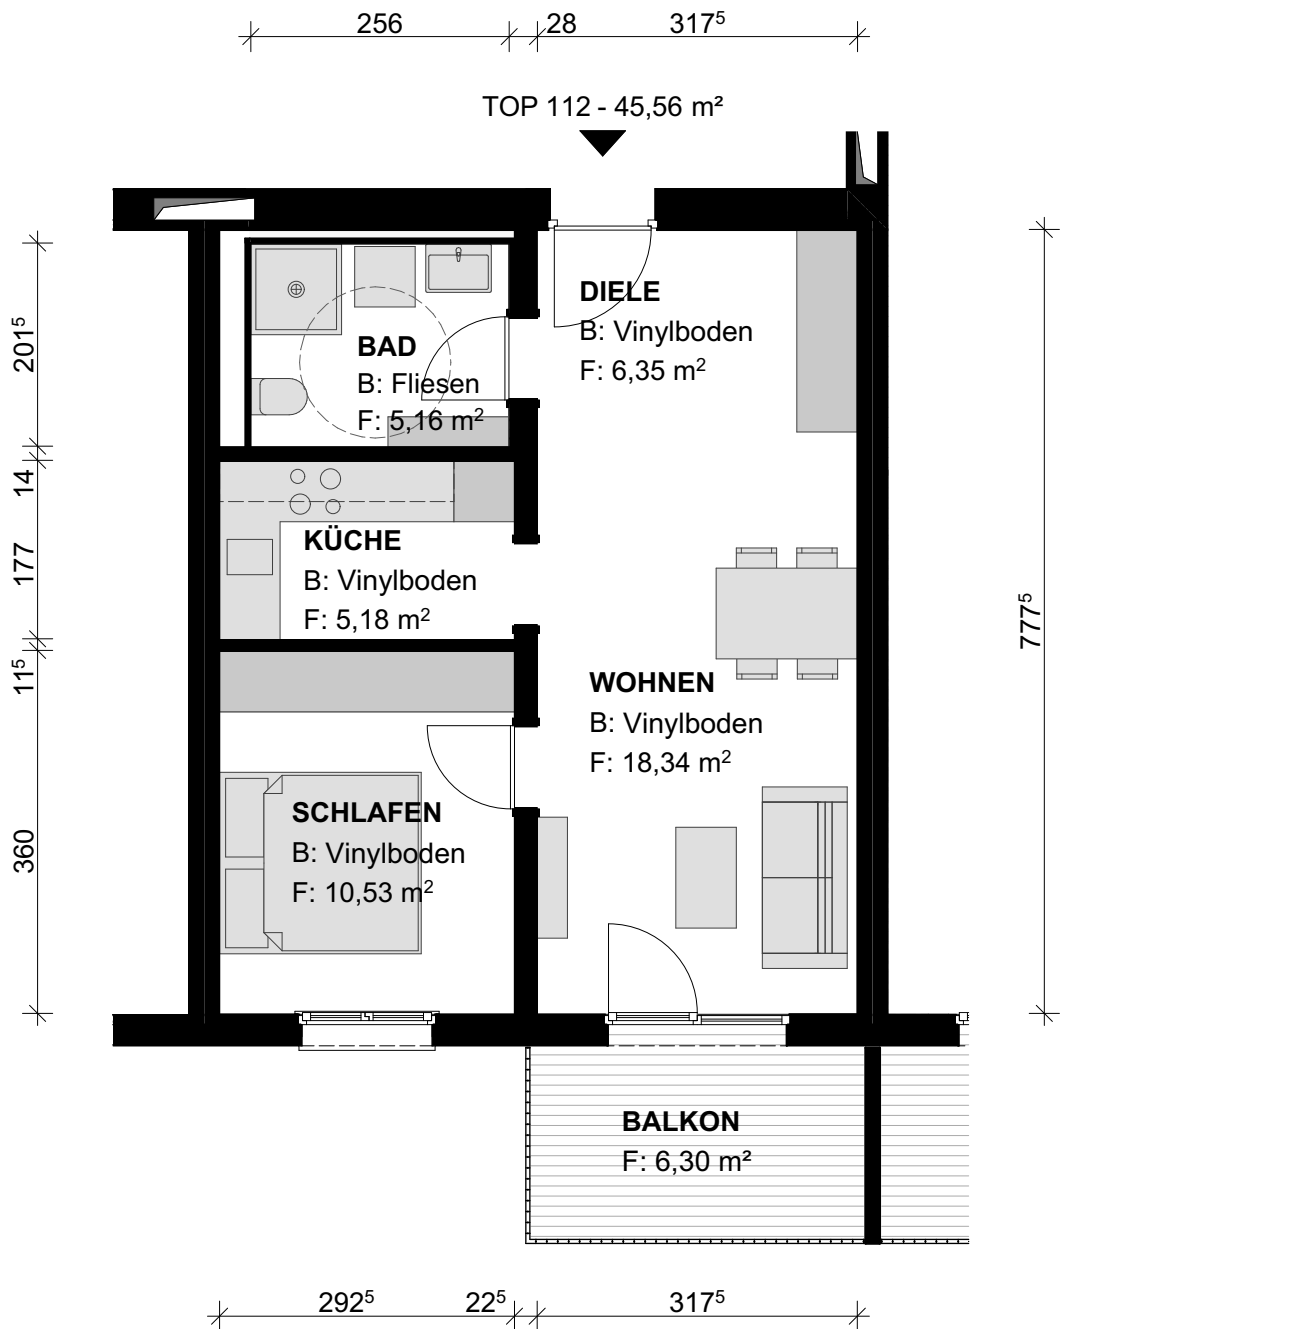 256 28 317⁵
TOP 112 - 45,56 m²
DIELE
B: Vinylboden
F: 6,35 m²
BAD
B: Fliesen
F: 5,16 m²
KÜCHE
B: Vinylboden
F: 5,18 m²
WOHNEN
B: Vinylboden
F: 18,34 m²
SCHLAFEN
B: Vinylboden
F: 10,53 m²
BALKON
F: 6,30 m²
201⁵
14
177
11⁵
360
777⁵
292⁵ 22⁵ 317⁵